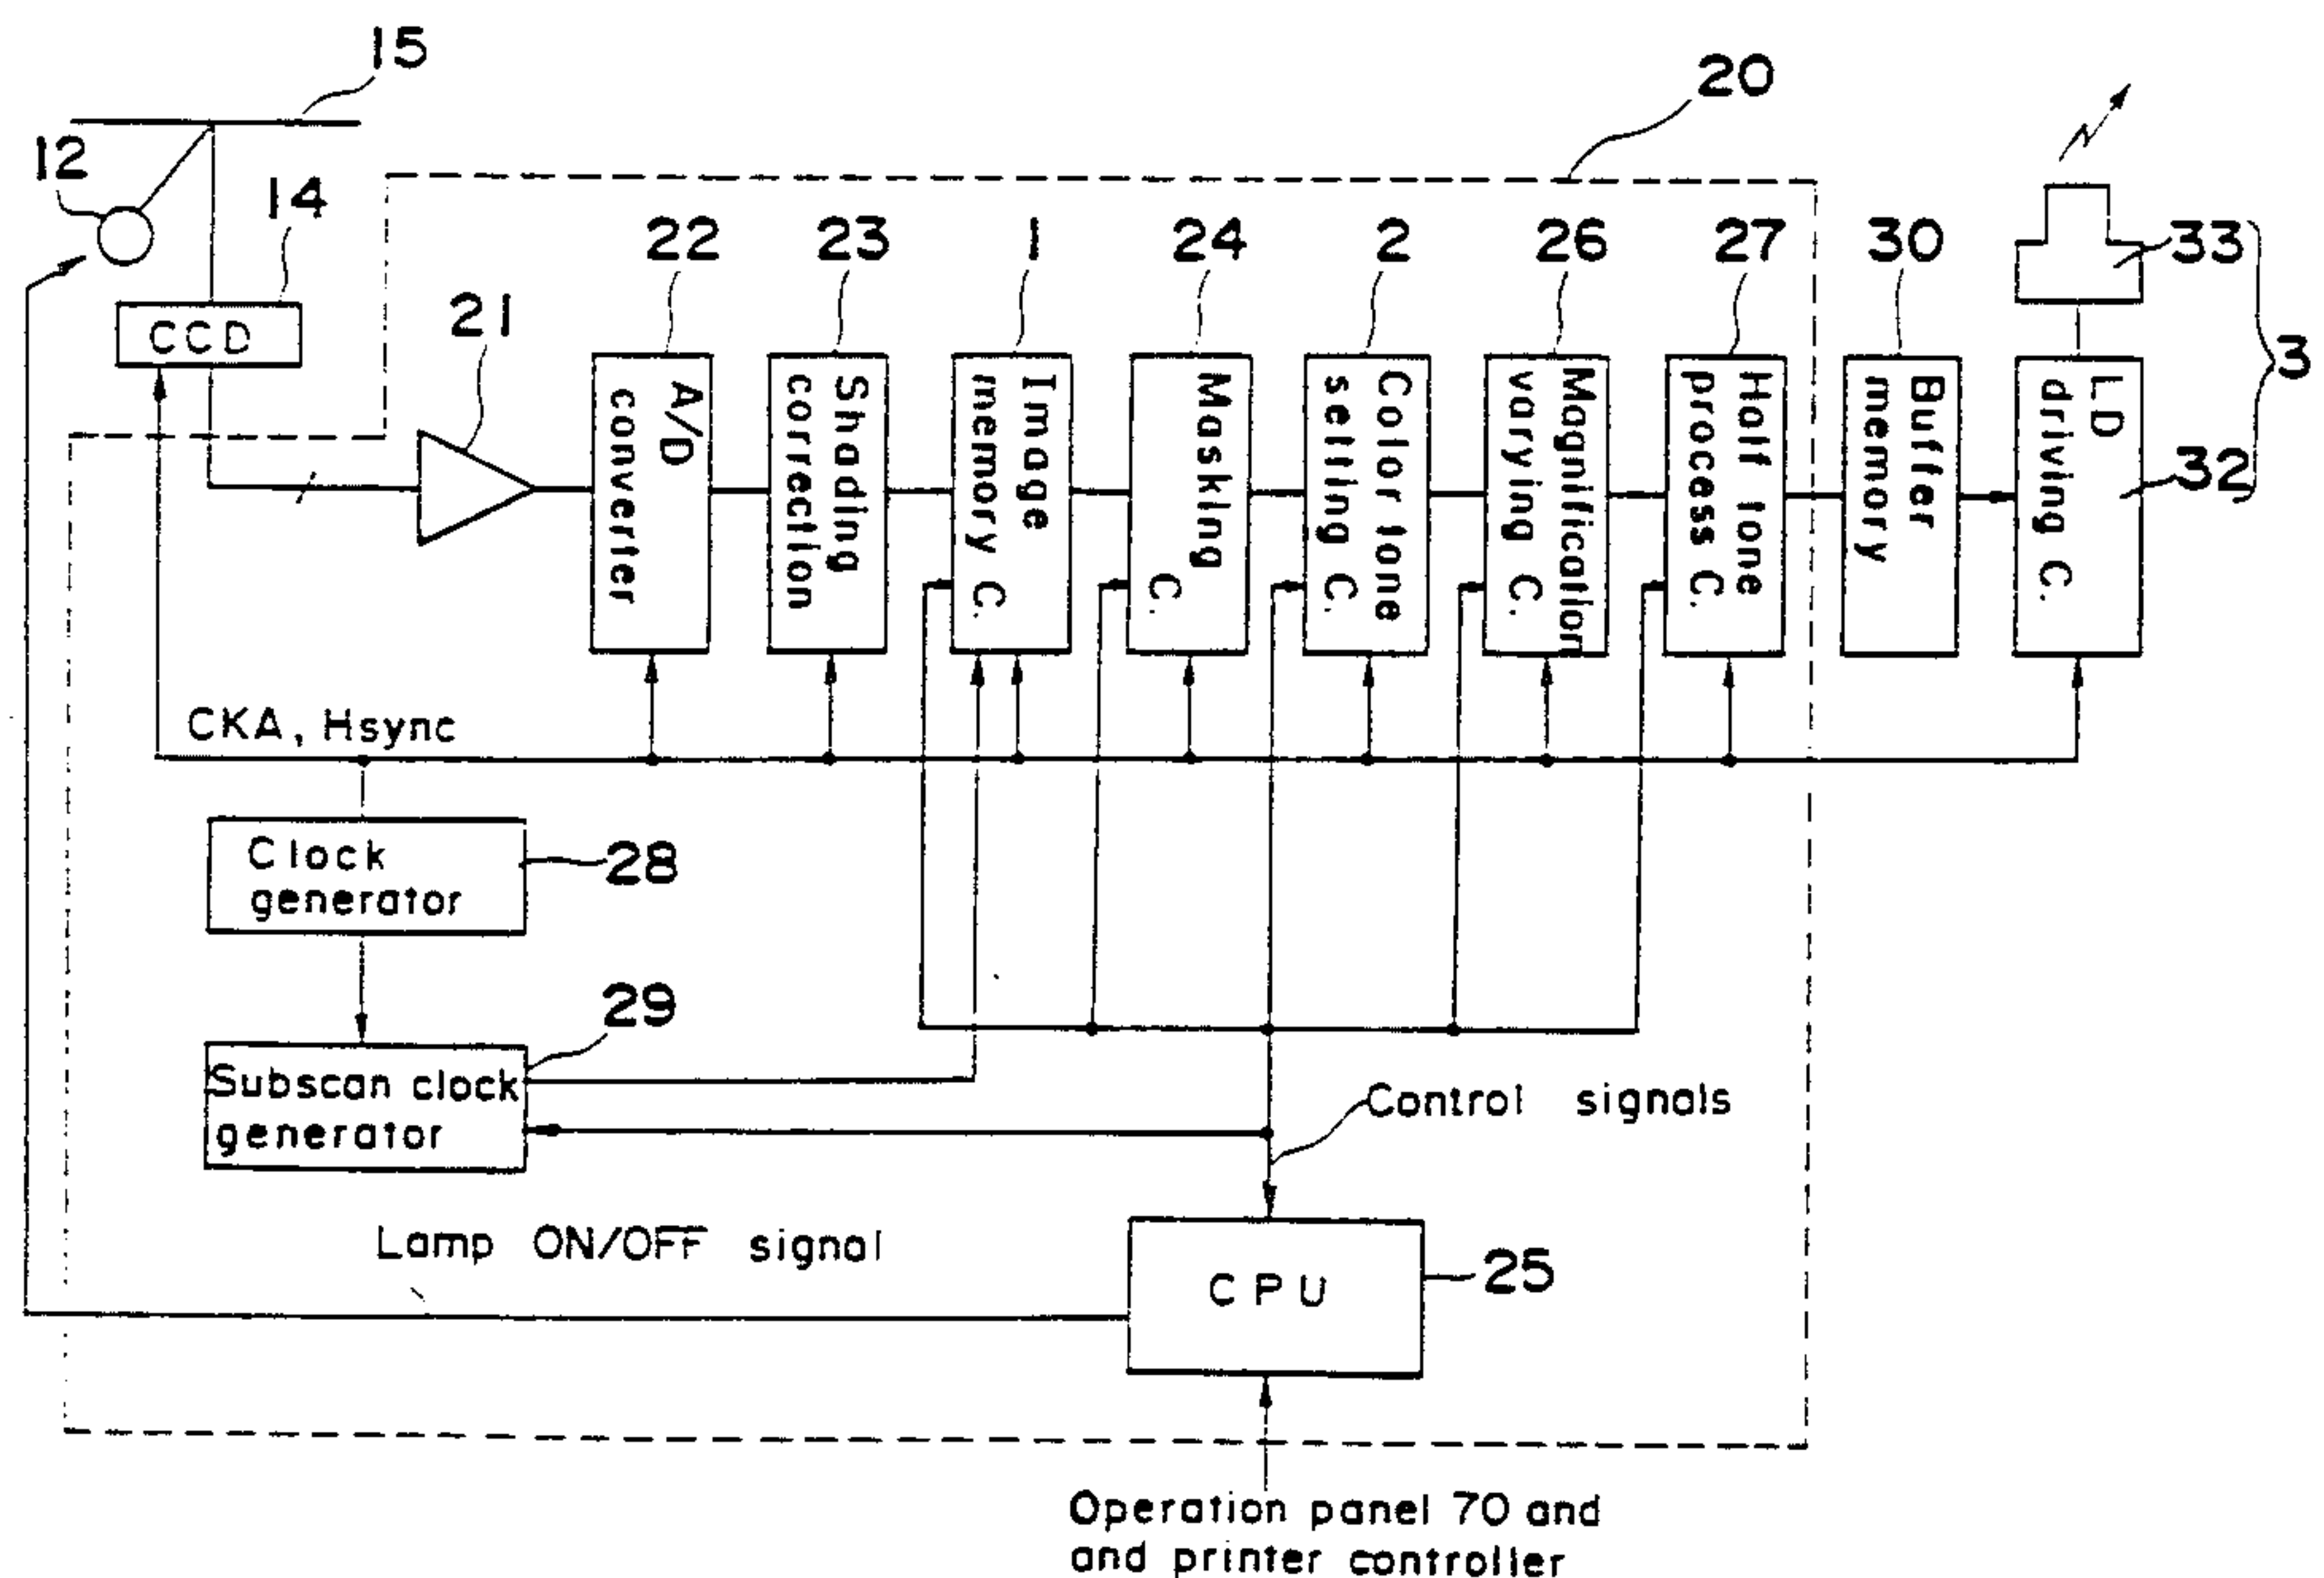 15
20
12
14
22
23
1
24
2
26
27
30
33
3
21
CCD
A/D
converter
Shading
correction
Image
memory C.
Masking
C.
Color tone
setting C.
Magnification
varying C.
Half tone
process C.
Buffer
memory
LD
driving C.
32
CKA, Hsync
Clock
generator
28
29
Subscan clock
generator
Control signals
Lamp ON/OFF signal
CPU
25
Operation panel 70 and
and printer controller